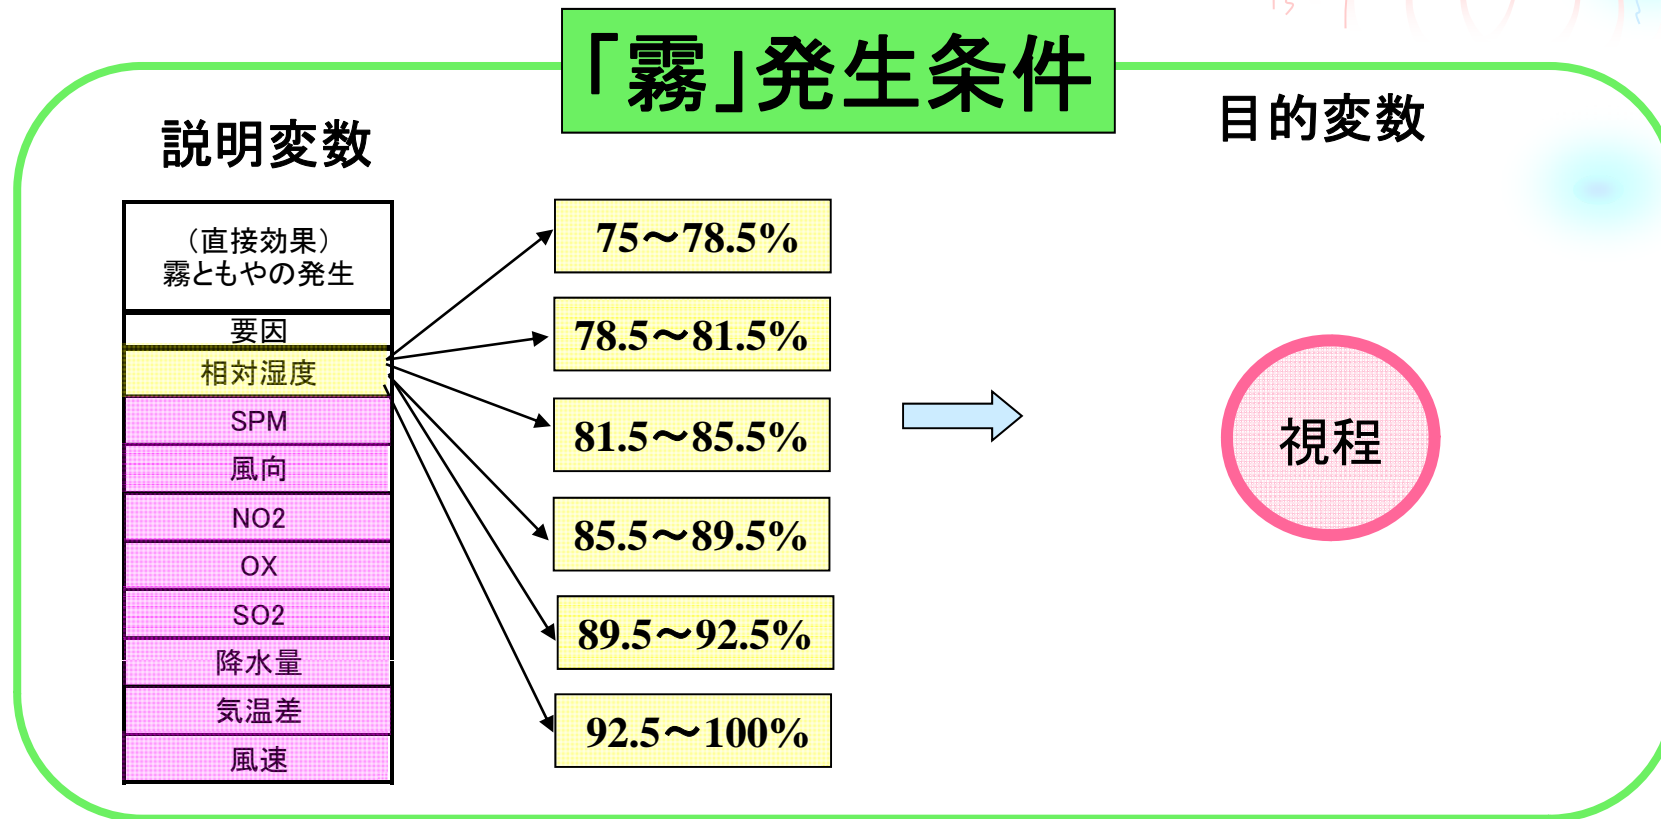 「霧」発生条件
説明変数
目的変数
（直接効果）
霧ともやの発生
要因
相対湿度
SPM
風向
NO2
OX
SO2
降水量
気温差
風速
75～78.5%
78.5～81.5%
81.5～85.5%
85.5～89.5%
89.5～92.5%
92.5～100%
視程